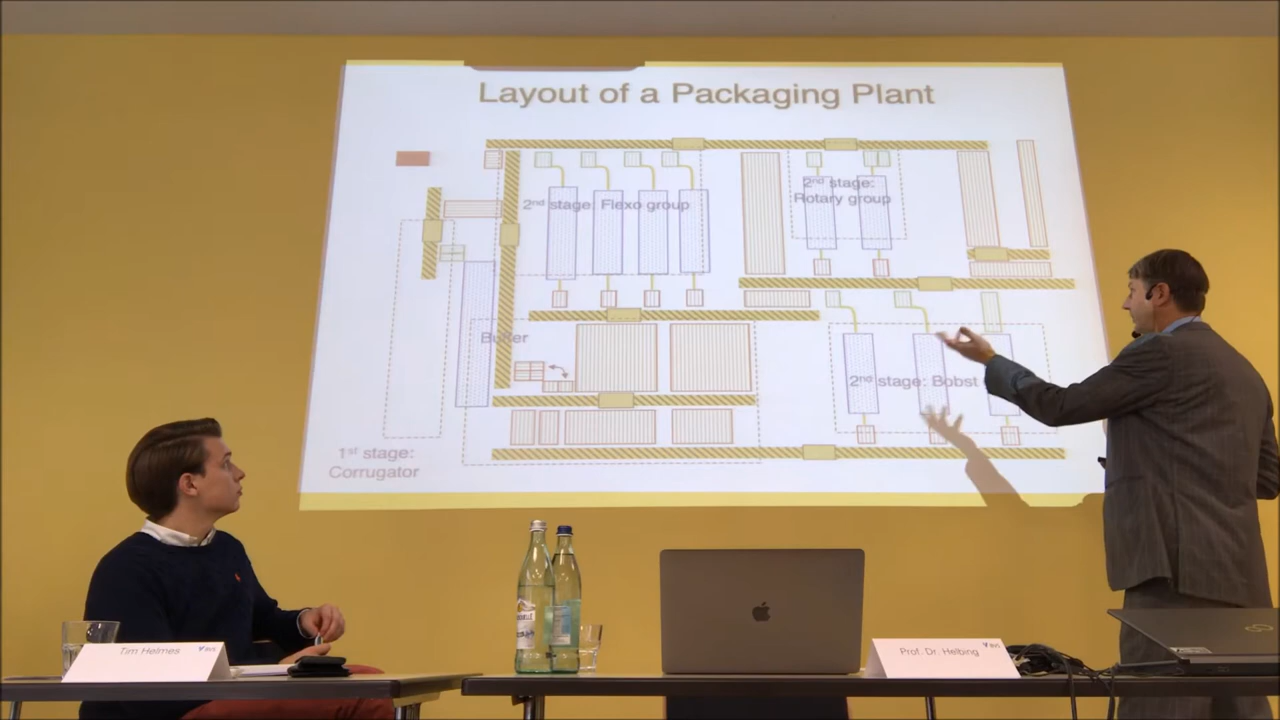 Layout of a Packaging Plant
2nd stage: Flexo group
2nd stage:
Rotary group
Buffer
2nd stage: Bobst
1st stage:
Corrugator
Tim Helmes
Prof. Dr. Helbing